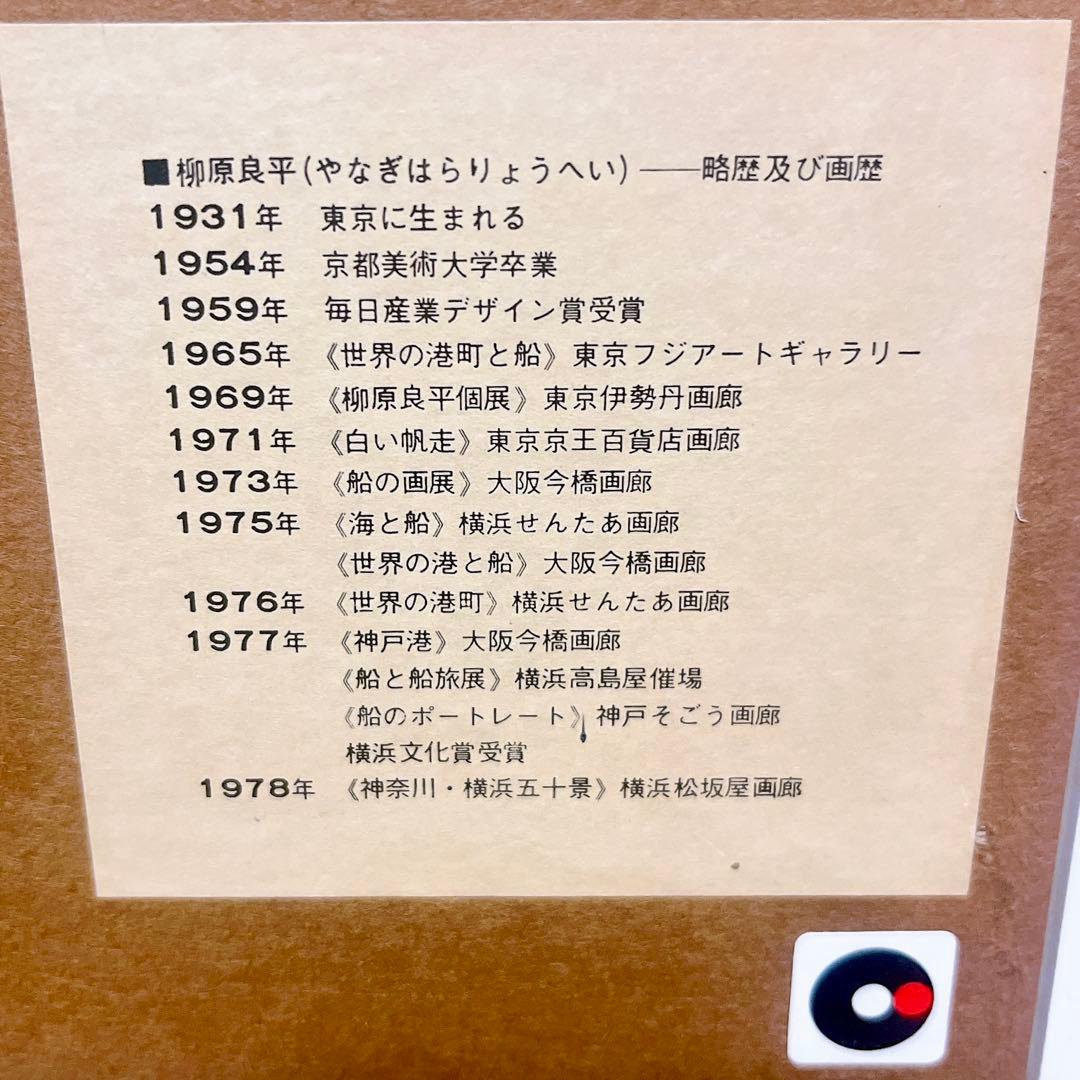 ■柳原良平(やなぎはらりょうへい)――略歴及び画歴
1931年 東京に生まれる
1954年 京都美術大学卒業
1959年 毎日産業デザイン賞受賞
1965年 《世界の港町と船》東京フジアートギャラリー
1969年 《柳原良平個展》東京伊勢丹画廊
1971年 《白い帆走》東京京王百貨店画廊
1973年 《船の画展》大阪今橋画廊
1975年 《海と船》横浜せんたあ画廊
《世界の港と船》大阪今橋画廊
1976年 《世界の港町》横浜せんたあ画廊
1977年 《神戸港》大阪今橋画廊
《船と船旅展》横浜高島屋催場
《船のポートレート》神戸そごう画廊
横浜文化賞受賞
1978年 《神奈川・横浜五十景》横浜松坂屋画廊